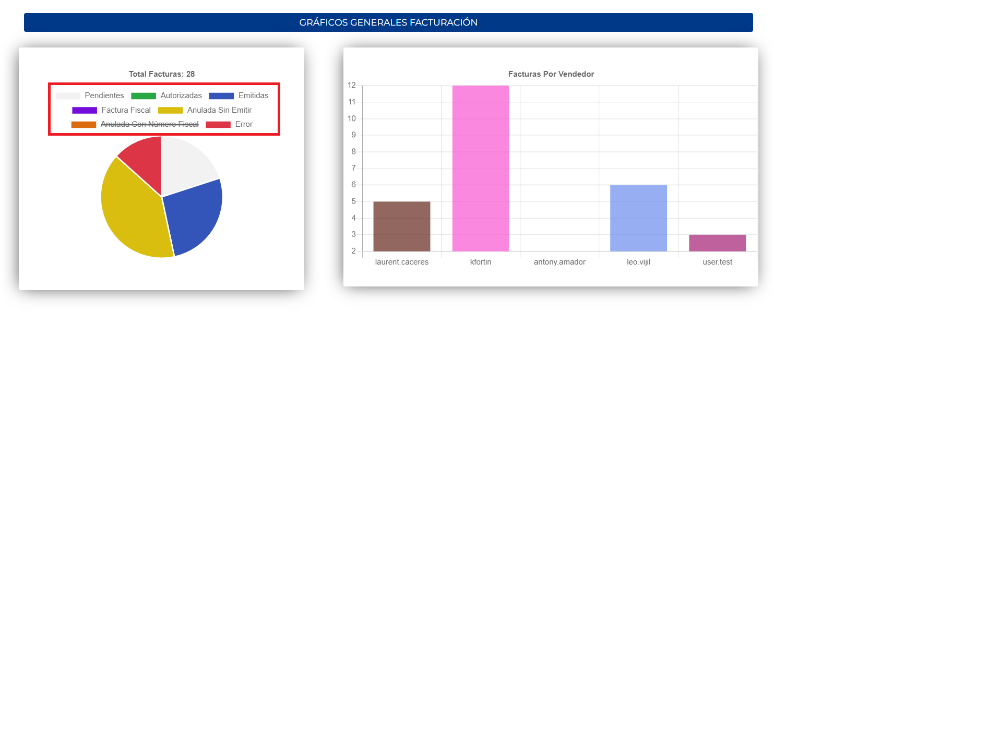 GRÁFICOS GENERALES FACTURACIÓN
Total Facturas: 28
Pendientes Autorizadas Emitidas
Factura Fiscal Anulada Sin Emitir
Anulada Con Número Fiscal Error
Facturas Por Vendedor
12
11
10
9
8
7
6
5
4
3
2
laurent.caceres kfortin antony.amador leo.vijil user.test